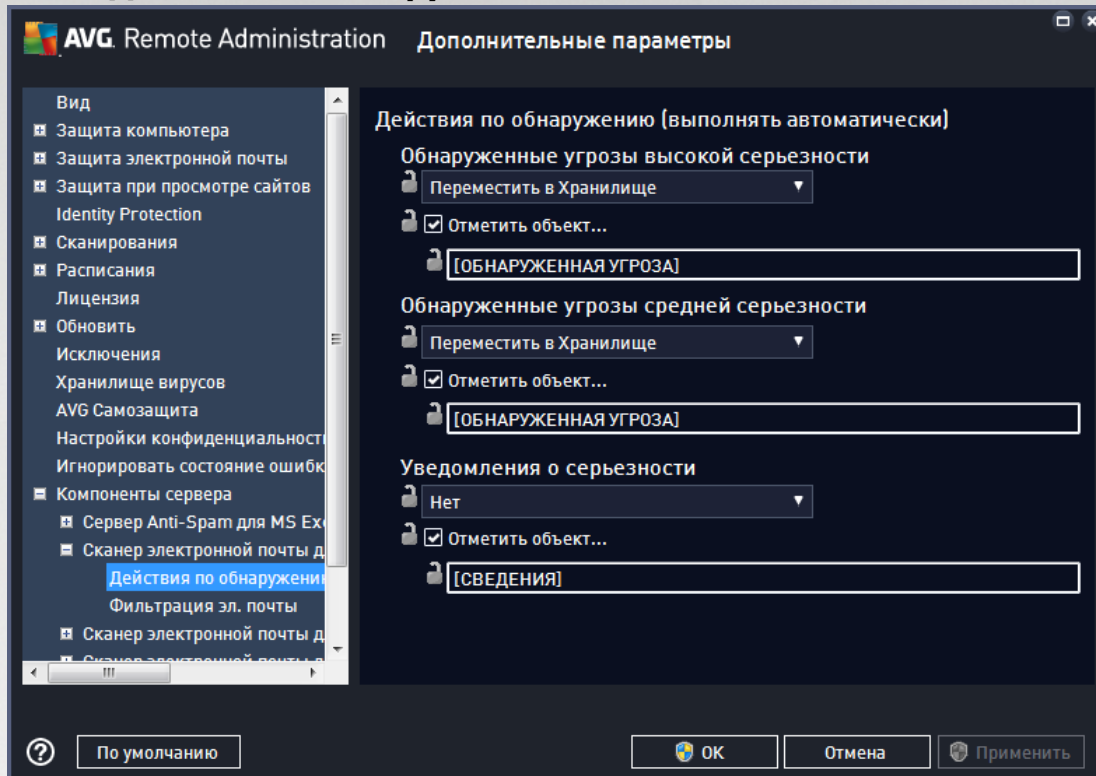 AVG. Remote Administration Дополнительные параметры
Вид
Защита компьютера
Защита электронной почты
Защита при просмотре сайтов
Identity Protection
Сканирования
Расписания
Лицензия
Обновить
Исключения
Хранилище вирусов
AVG Самозащита
Настройки конфиденциальност
Игнорировать состояние ошибк
Компоненты сервера
Сервер Anti-Spam для MS Ex
Сканер электронной почты д
Действия по обнаружени
Фильтрация эл. почты
Сканер электронной почты д
Действия по обнаружению (выполнять автоматически)
Обнаруженные угрозы высокой серьезности
Переместить в Хранилище
Отметить объект...
[ОБНАРУЖЕННАЯ УГРОЗА]
Обнаруженные угрозы средней серьезности
Переместить в Хранилище
Отметить объект...
[ОБНАРУЖЕННАЯ УГРОЗА]
Уведомления о серьезности
Нет
Отметить объект...
[СВЕДЕНИЯ]
По умолчанию
OK
Отмена
Применить